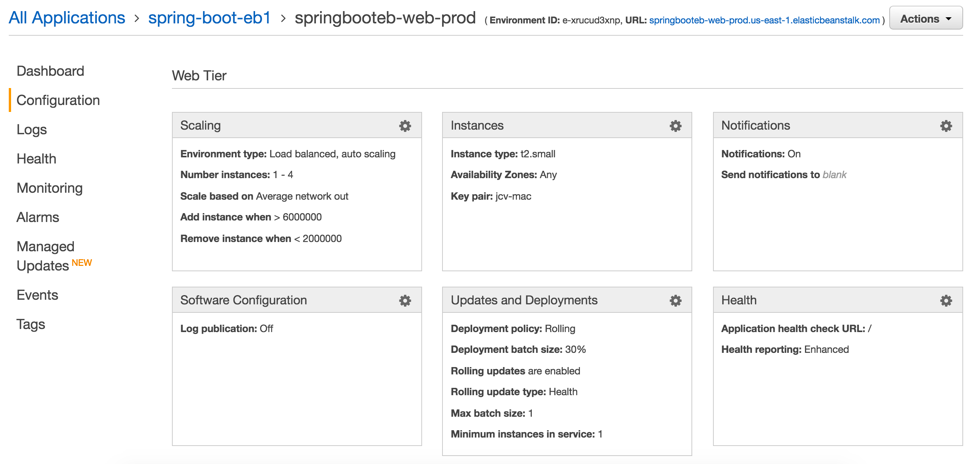 All Applications › spring-boot-eb1 › springbooteb-web-prod ( Environment ID: e-xrucud3xnp, URL: springbooteb-web-prod.us-east-1.elasticbeanstalk.com ) Actions
Dashboard
Configuration
Logs
Health
Monitoring
Alarms
Managed
Updates NEW
Events
Tags
Web Tier
Scaling
Environment type: Load balanced, auto scaling
Number instances: 1 - 4
Scale based on Average network out
Add instance when > 6000000
Remove instance when < 2000000
Instances
Instance type: t2.small
Availability Zones: Any
Key pair: jcv-mac
Notifications
Notifications: On
Send notifications to blank
Software Configuration
Log publication: Off
Updates and Deployments
Deployment policy: Rolling
Deployment batch size: 30%
Rolling updates are enabled
Rolling update type: Health
Max batch size: 1
Minimum instances in service: 1
Health
Application health check URL: /
Health reporting: Enhanced